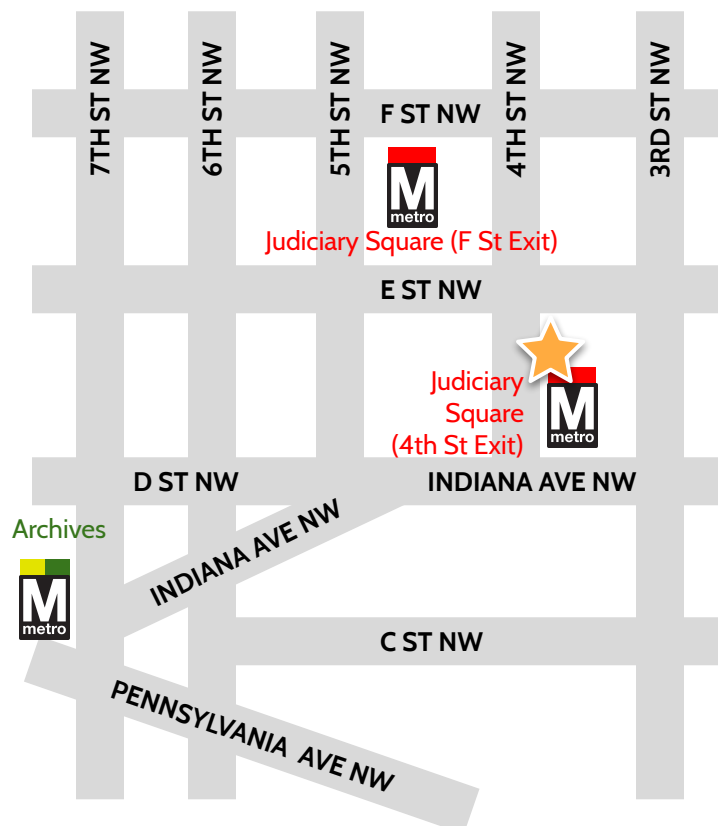 7TH ST NW
6TH ST NW
5TH ST NW
4TH ST NW
3RD ST NW
F ST NW
M
metro
Judiciary Square (F St Exit)
E ST NW
Judiciary
Square
(4th St Exit)
M
metro
D ST NW
INDIANA AVE NW
Archives
INDIANA AVE NW
M
metro
C ST NW
PENNSYLVANIA AVE NW